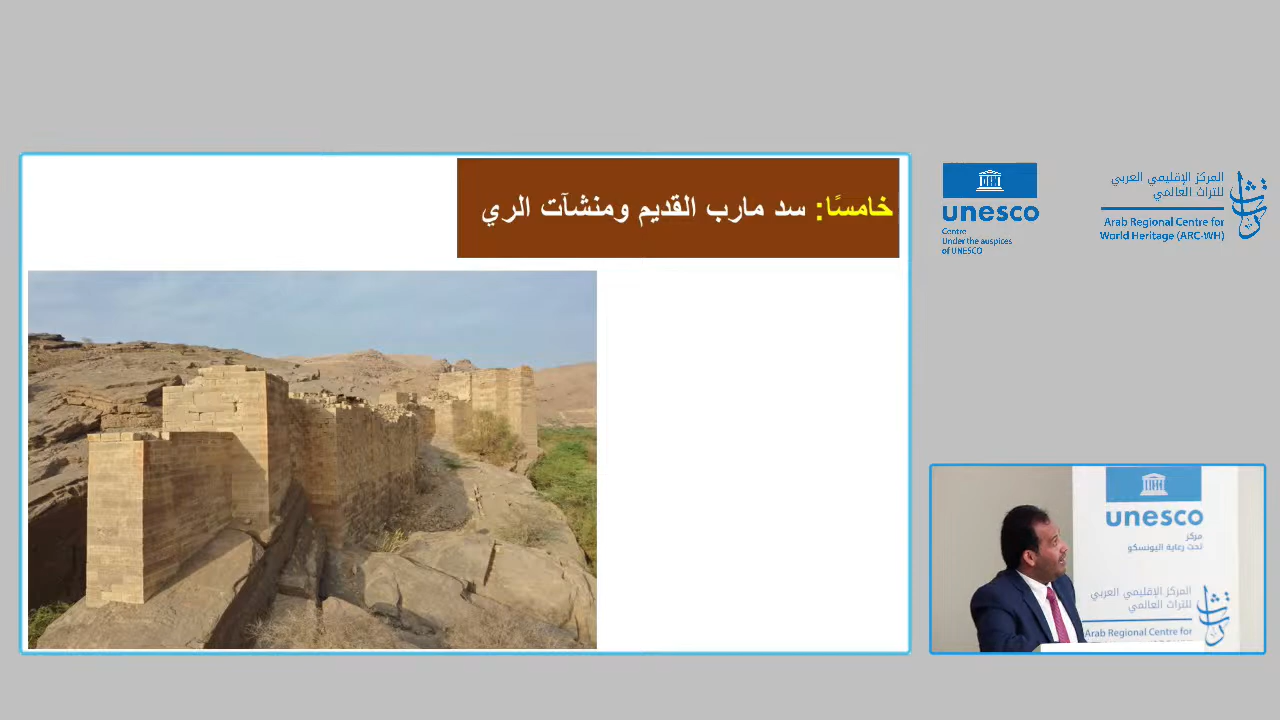 خامسًا: سد مارب القديم ومنشآت الري
unesco
Centre
Under the auspices
of UNESCO
المركز الإقليمي العربي
للتراث العالمي
Arab Regional Centre for
World Heritage (ARC-WH)
unesco
مركز
تحت رعاية اليونسكو
المركز الإقليمي العربي
للتراث العالمي
Arab Regional Centre for